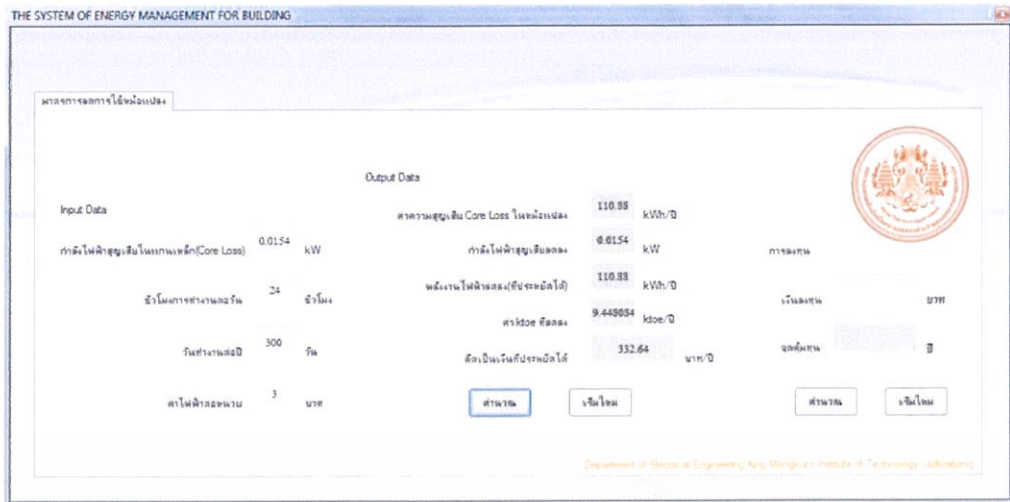 THE SYSTEM OF ENERGY MANAGEMENT FOR BUILDING
มาตรการลดการใช้หม้อแปลง
Input Data
กำลังไฟฟ้าสูญเสียในแกนเหล็ก(Core Loss) 0.0154 kW
ชั่วโมงการทำงานต่อวัน 24 ชั่วโมง
วันทำงานต่อปี 300 วัน
ค่าไฟฟ้าต่อหน่วย 3 บาท
Output Data
ค่าความสูญเสีย Core Loss ในหม้อแปลง 110.88 kWh/ปี
กำลังไฟฟ้าสูญเสียลดลง 0.0154 kW
พลังงานไฟฟ้าลดลง(ที่ประหยัดได้) 110.88 kWh/ปี
ค่า ktoe ที่ลดลง 9.448084 ktoe/ปี
คิดเป็นเงินที่ประหยัดได้ 332.64 บาท/ปี
คำนวณ เริ่มใหม่
การลงทุน
เงินลงทุน บาท
จุดคุ้มทุน ปี
คำนวณ เริ่มใหม่
Department of Electrical Engineering King Mongkut's Institute of Technology Ladkrabang